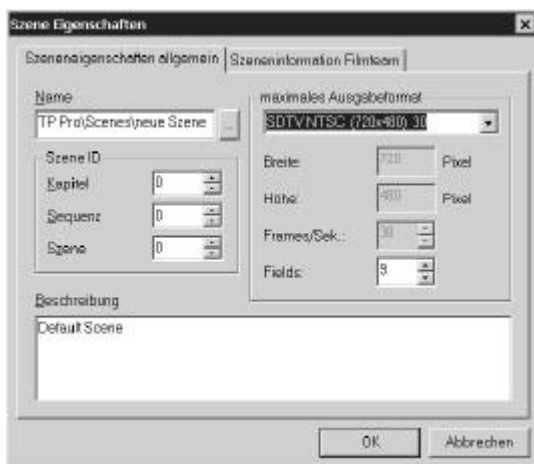 Szene Eigenschaften
Szeneneigenschaften allgemein
Szeneninformation Filmteam
Name
TP Pro\Scenes\neue Szene
...
Szene ID
Kapitel
0
Sequenz
0
Szene
0
maximales Ausgabeformat
SDTV:NTSC (720x480) 30
Breite:
720
Pixel
Höhe:
480
Pixel
Frames/Sek.:
30
Fields:
9
Beschreibung
Default Scene
OK
Abbrechen